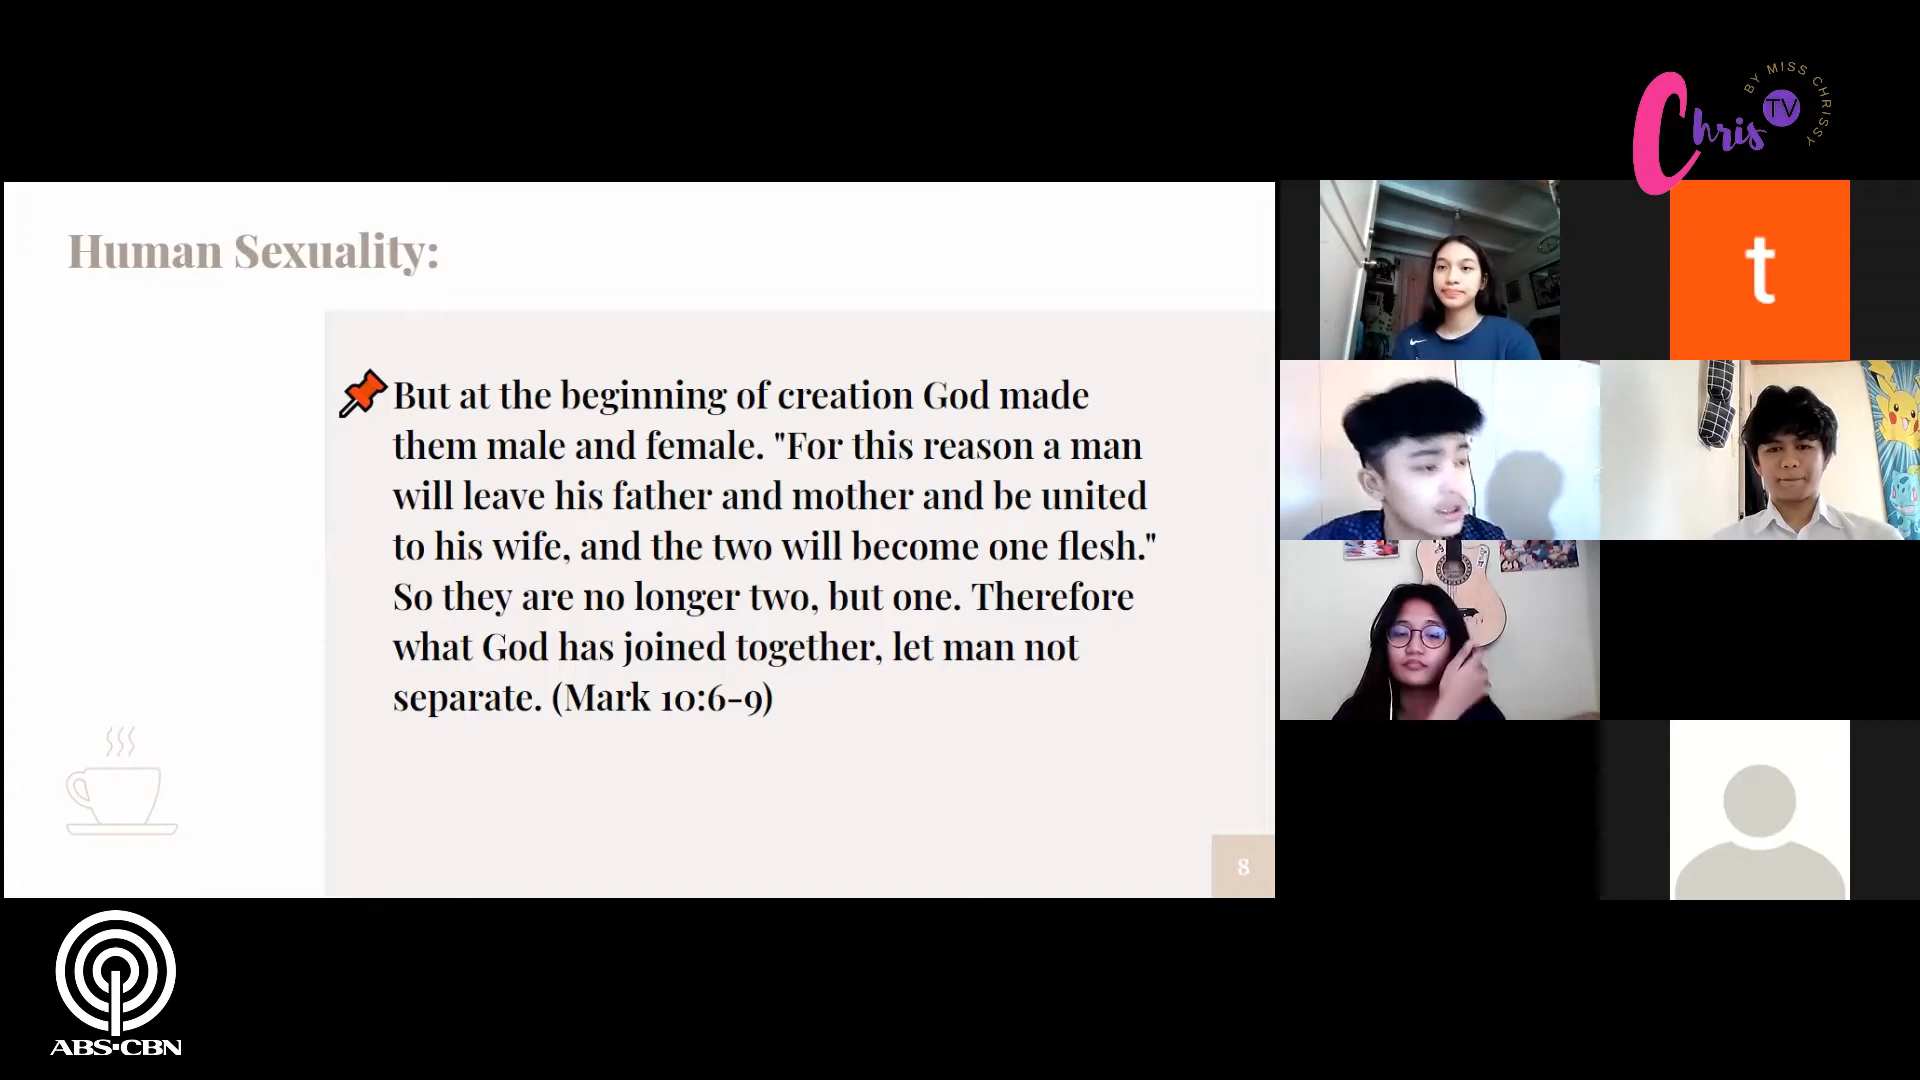 BY MISS CHRISSY
Chris TV
Human Sexuality:
But at the beginning of creation God made
them male and female. "For this reason a man
will leave his father and mother and be united
to his wife, and the two will become one flesh."
So they are no longer two, but one. Therefore
what God has joined together, let man not
separate. (Mark 10:6-9)
8
t
ABS-CBN